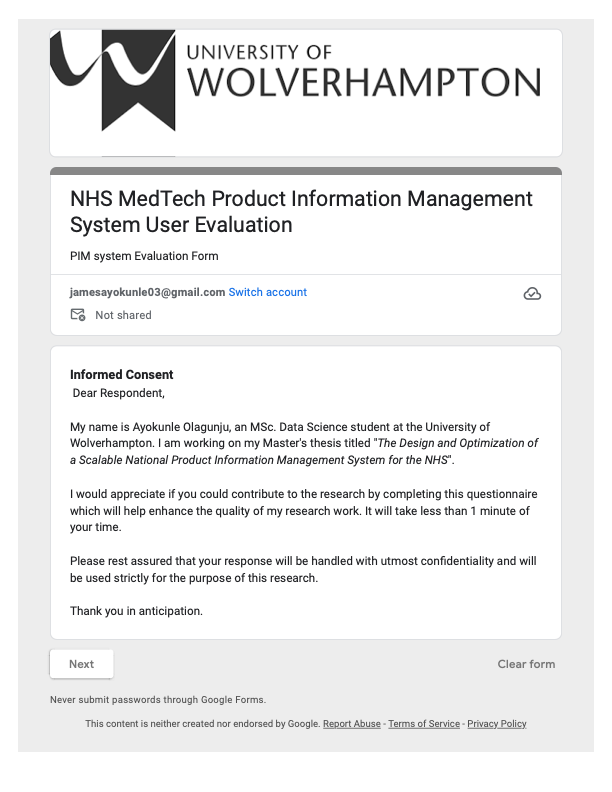 UNIVERSITY OF
WOLVERHAMPTON
NHS MedTech Product Information Management
System User Evaluation
PIM system Evaluation Form
jamesayokunle03@gmail.com Switch account
Not shared
Informed Consent
Dear Respondent,
My name is Ayokunle Olagunju, an MSc. Data Science student at the University of
Wolverhampton. I am working on my Master's thesis titled "The Design and Optimization of
a Scalable National Product Information Management System for the NHS".
I would appreciate if you could contribute to the research by completing this questionnaire
which will help enhance the quality of my research work. It will take less than 1 minute of
your time.
Please rest assured that your response will be handled with utmost confidentiality and will
be used strictly for the purpose of this research.
Thank you in anticipation.
Next Clear form
Never submit passwords through Google Forms.
This content is neither created nor endorsed by Google. Report Abuse - Terms of Service - Privacy Policy